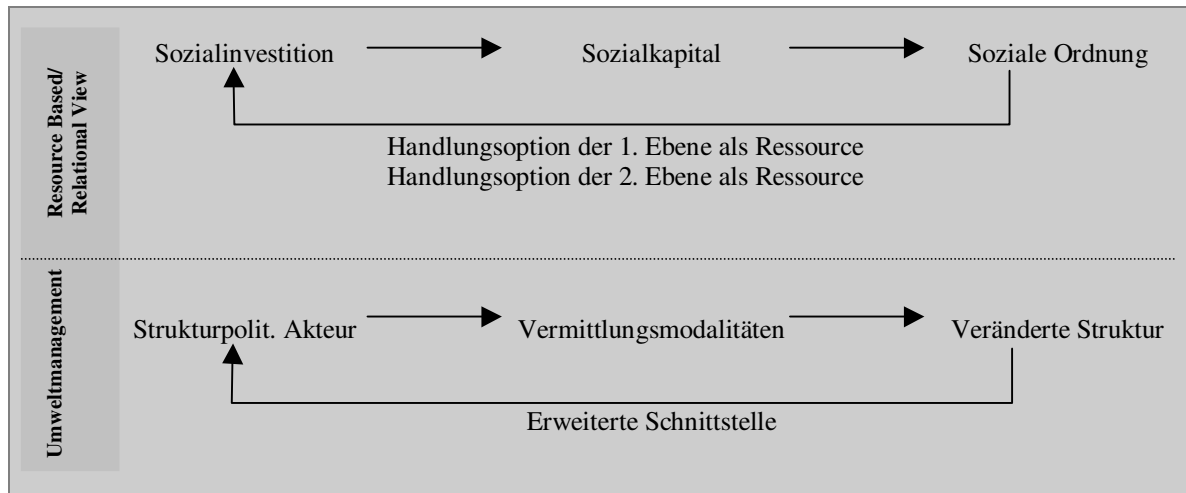 Resource Based/
Relational View
Sozialinvestition
Sozialkapital
Soziale Ordnung
Handlungsoption der 1. Ebene als Ressource
Handlungsoption der 2. Ebene als Ressource
Umweltmanagement
Strukturpolit. Akteur
Vermittlungsmodalitäten
Veränderte Struktur
Erweiterte Schnittstelle